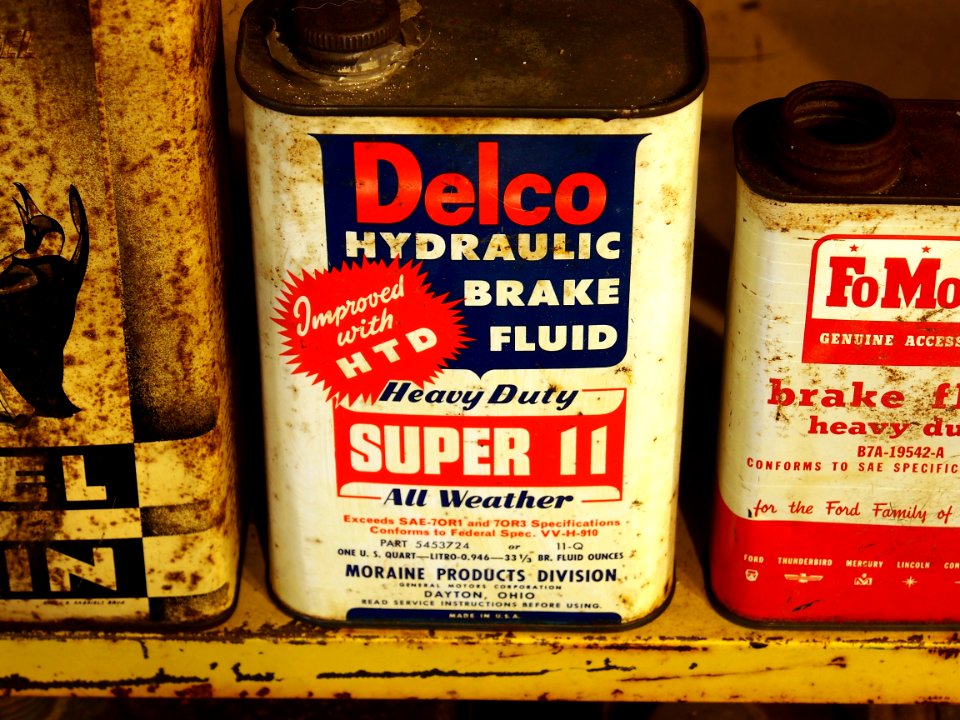 Delco
HYDRAULIC
BRAKE
FLUID
Improved
with
HTD
Heavy Duty
SUPER 11
All Weather
Exceeds SAE-70R1 and 70R3 Specifications
Conforms to Federal Spec. VV-H-910
PART 5453724 or 11-Q
ONE U. S. QUART—LITRO-0.946—33 1/3 BR. FLUID OUNCES
MORAINE PRODUCTS DIVISION
GENERAL MOTORS CORPORATION
DAYTON, OHIO
READ SERVICE INSTRUCTIONS BEFORE USING.
MADE IN U.S.A.
FoMo
GENUINE ACCESS
brake fl
heavy du
B7A-19542-A
CONFORMS TO SAE SPECIFIC
for the Ford Family of
FORD THUNDERBIRD MERCURY LINCOLN CON